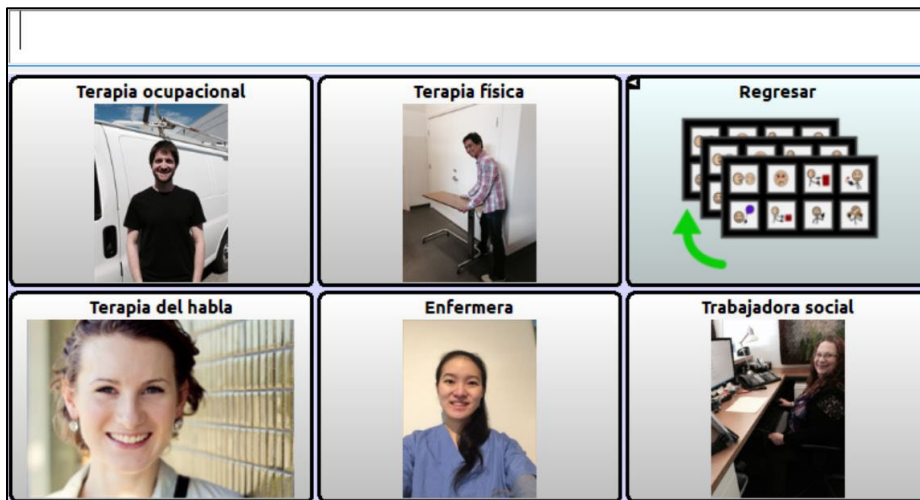 Terapia ocupacional
Terapia física
Regresar
Terapia del habla
Enfermera
Trabajadora social